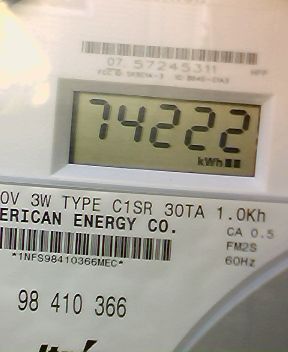 07 57245311
74222
kWh
0V 3W TYPE C1SR 30TA 1.0Kh
ERICAN ENERGY CO.
CA 0.5
FM2S
60Hz
*1NFS98410366MEC*
98 410 366